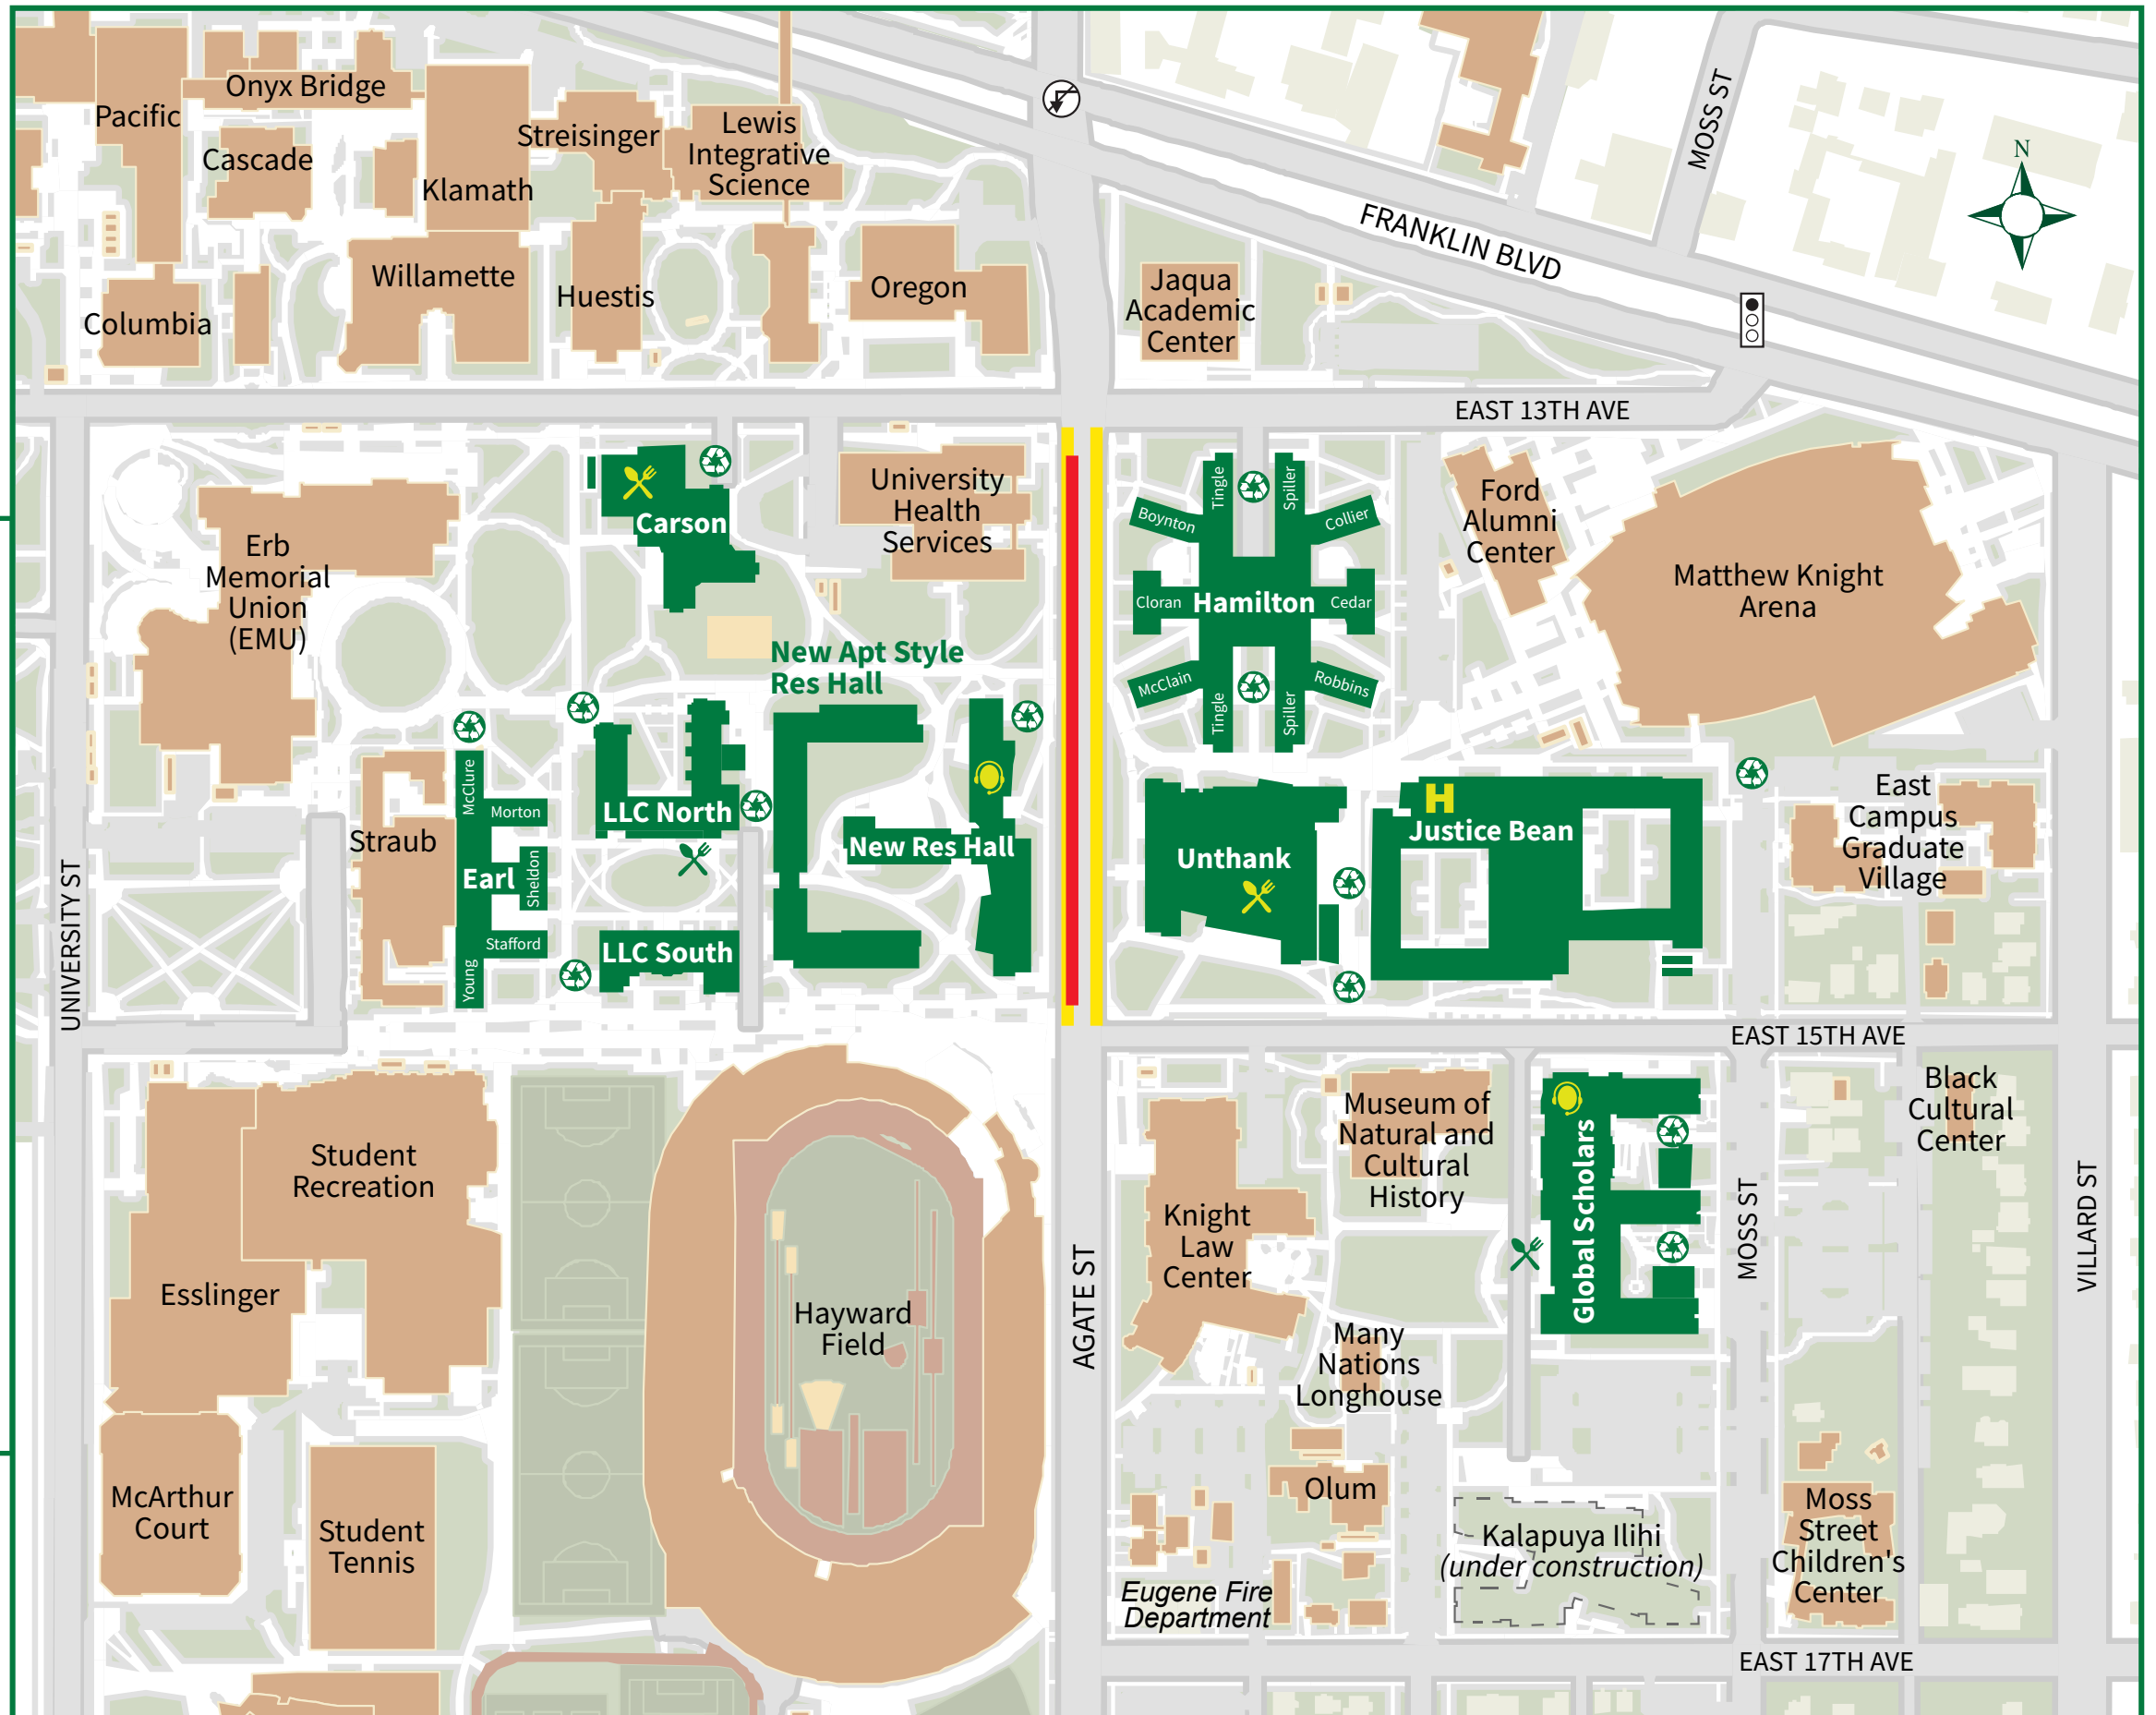 Onyx Bridge
Pacific
Cascade
Klamath
Streisinger
Lewis
Integrative
Science
MOSS ST
N
FRANKLIN BLVD
Willamette
Huestis
Oregon
Columbia
Jaqua
Academic
Center
EAST 13TH AVE
Erb
Memorial
Union
(EMU)
Carson
University
Health
Services
Tingle
Spiller
Boynton
Collier
Cloran
Hamilton
Cedar
McClain
Robbins
Tingle
Spiller
Ford
Alumni
Center
Matthew Knight
Arena
New Apt Style
Res Hall
McClure
Morton
Straub
Earl
Sheldon
Stafford
Young
LLC North
LLC South
New Res Hall
Unthank
H
Justice Bean
East
Campus
Graduate
Village
UNIVERSITY ST
EAST 15TH AVE
Student
Recreation
Esslinger
Hayward
Field
AGATE ST
Knight
Law
Center
Museum of
Natural and
Cultural
History
Global Scholars
MOSS ST
Black
Cultural
Center
VILLARD ST
Many
Nations
Longhouse
McArthur
Court
Student
Tennis
Olum
Eugene Fire
Department
Kalapuya Ilihi
(under construction)
Moss
Street
Children's
Center
EAST 17TH AVE